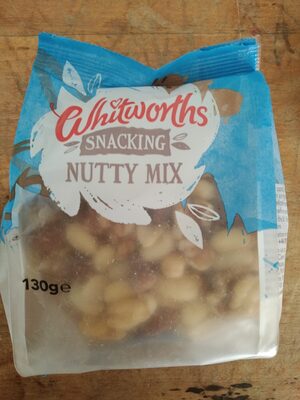 Whitworths
SNACKING
NUTTY MIX
130g e